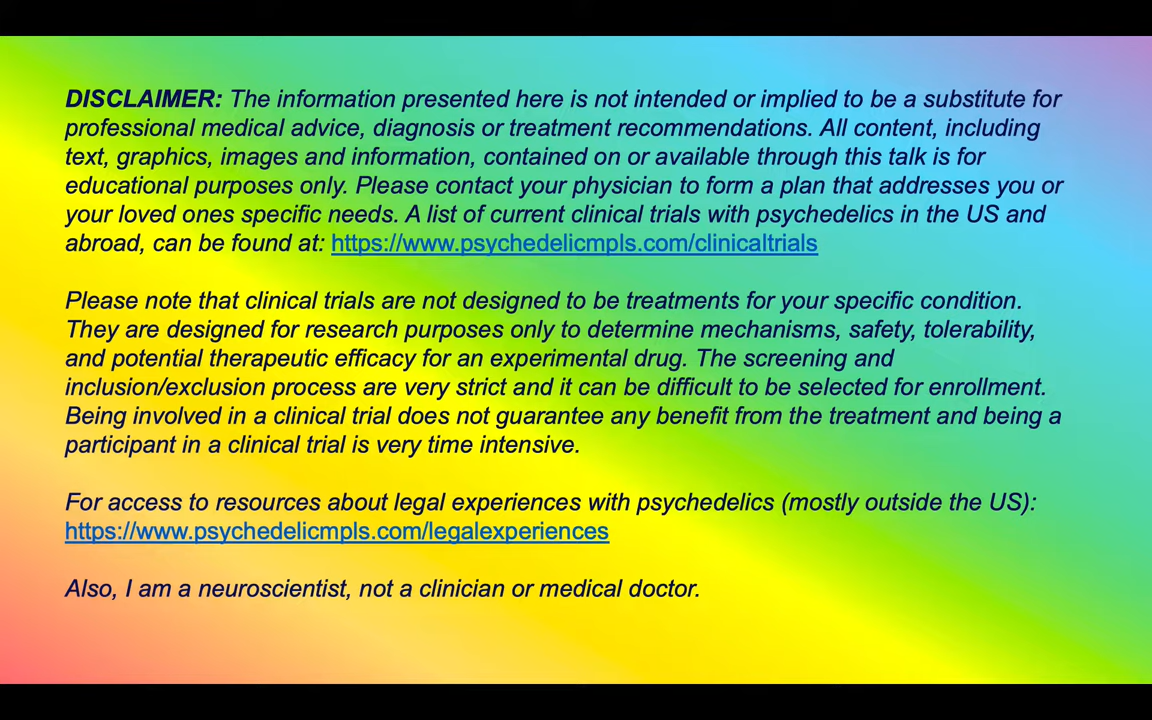 DISCLAIMER: The information presented here is not intended or implied to be a substitute for
professional medical advice, diagnosis or treatment recommendations. All content, including
text, graphics, images and information, contained on or available through this talk is for
educational purposes only. Please contact your physician to form a plan that addresses you or
your loved ones specific needs. A list of current clinical trials with psychedelics in the US and
abroad, can be found at: https://www.psychedelicmpls.com/clinicaltrials
Please note that clinical trials are not designed to be treatments for your specific condition.
They are designed for research purposes only to determine mechanisms, safety, tolerability,
and potential therapeutic efficacy for an experimental drug. The screening and
inclusion/exclusion process are very strict and it can be difficult to be selected for enrollment.
Being involved in a clinical trial does not guarantee any benefit from the treatment and being a
participant in a clinical trial is very time intensive.
For access to resources about legal experiences with psychedelics (mostly outside the US):
https://www.psychedelicmpls.com/legalexperiences
Also, I am a neuroscientist, not a clinician or medical doctor.